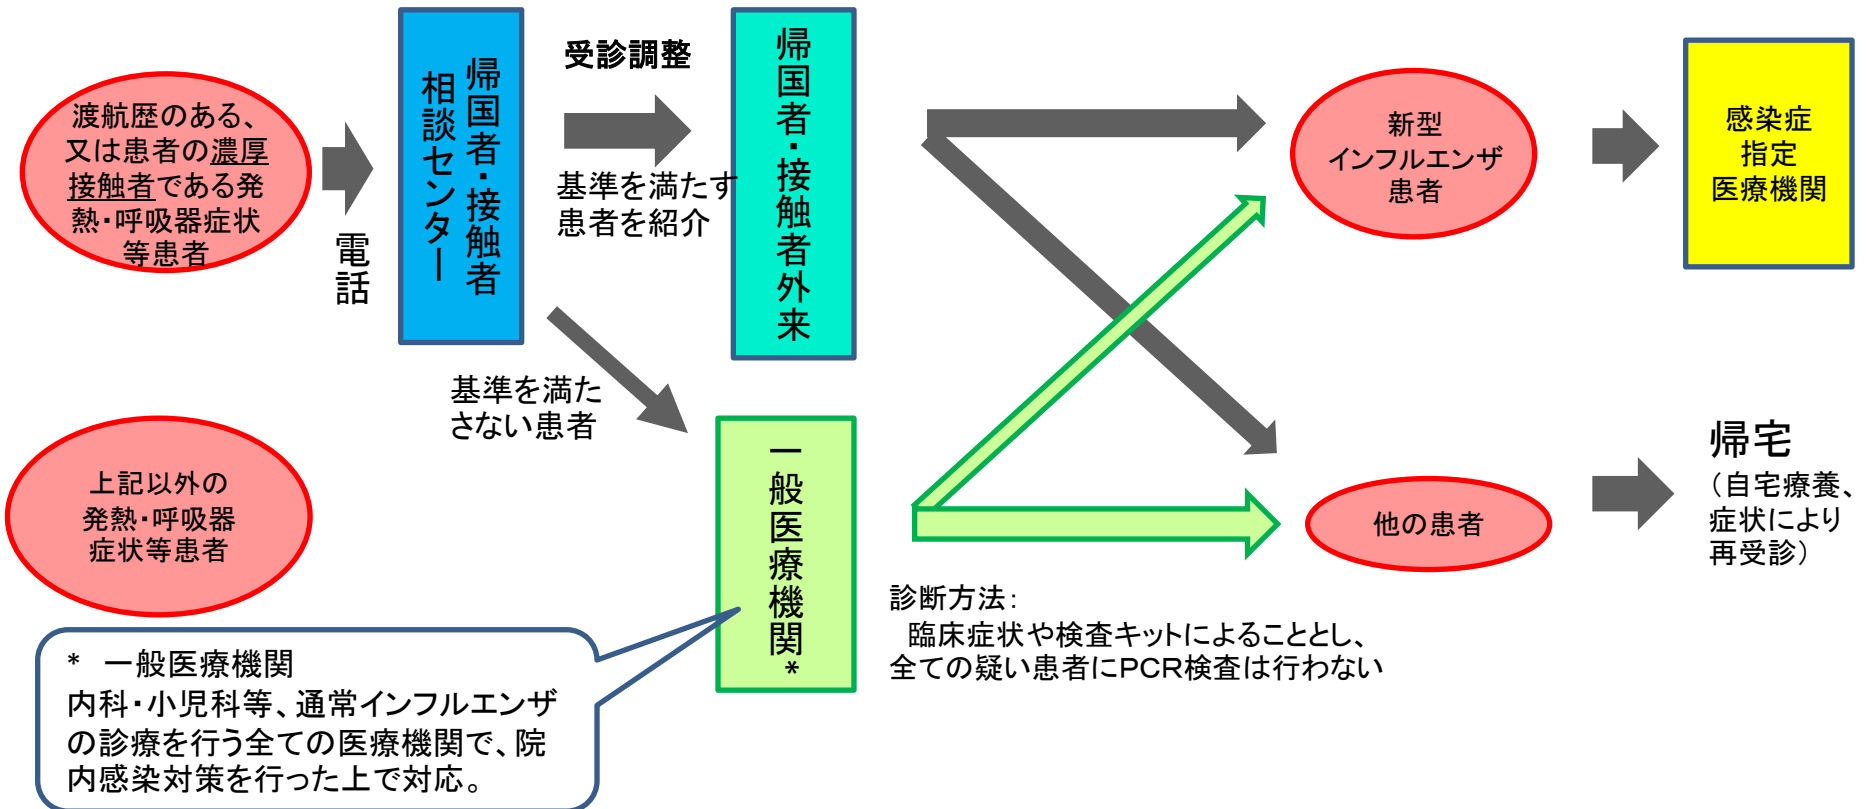 渡航歴のある、
又は患者の濃厚
接触者である発
熱・呼吸器症状
等患者
電話
帰国者・接触者
相談センター
受診調整
基準を満たす
患者を紹介
帰国者・接触者外来
新型
インフルエンザ
患者
感染症
指定
医療機関
基準を満た
さない患者
上記以外の
発熱・呼吸器
症状等患者
一般医療機関*
他の患者
帰宅
（自宅療養、
症状により
再受診）
診断方法：
臨床症状や検査キットによることとし、
全ての疑い患者にPCR検査は行わない
* 一般医療機関
内科・小児科等、通常インフルエンザ
の診療を行う全ての医療機関で、院
内感染対策を行った上で対応。